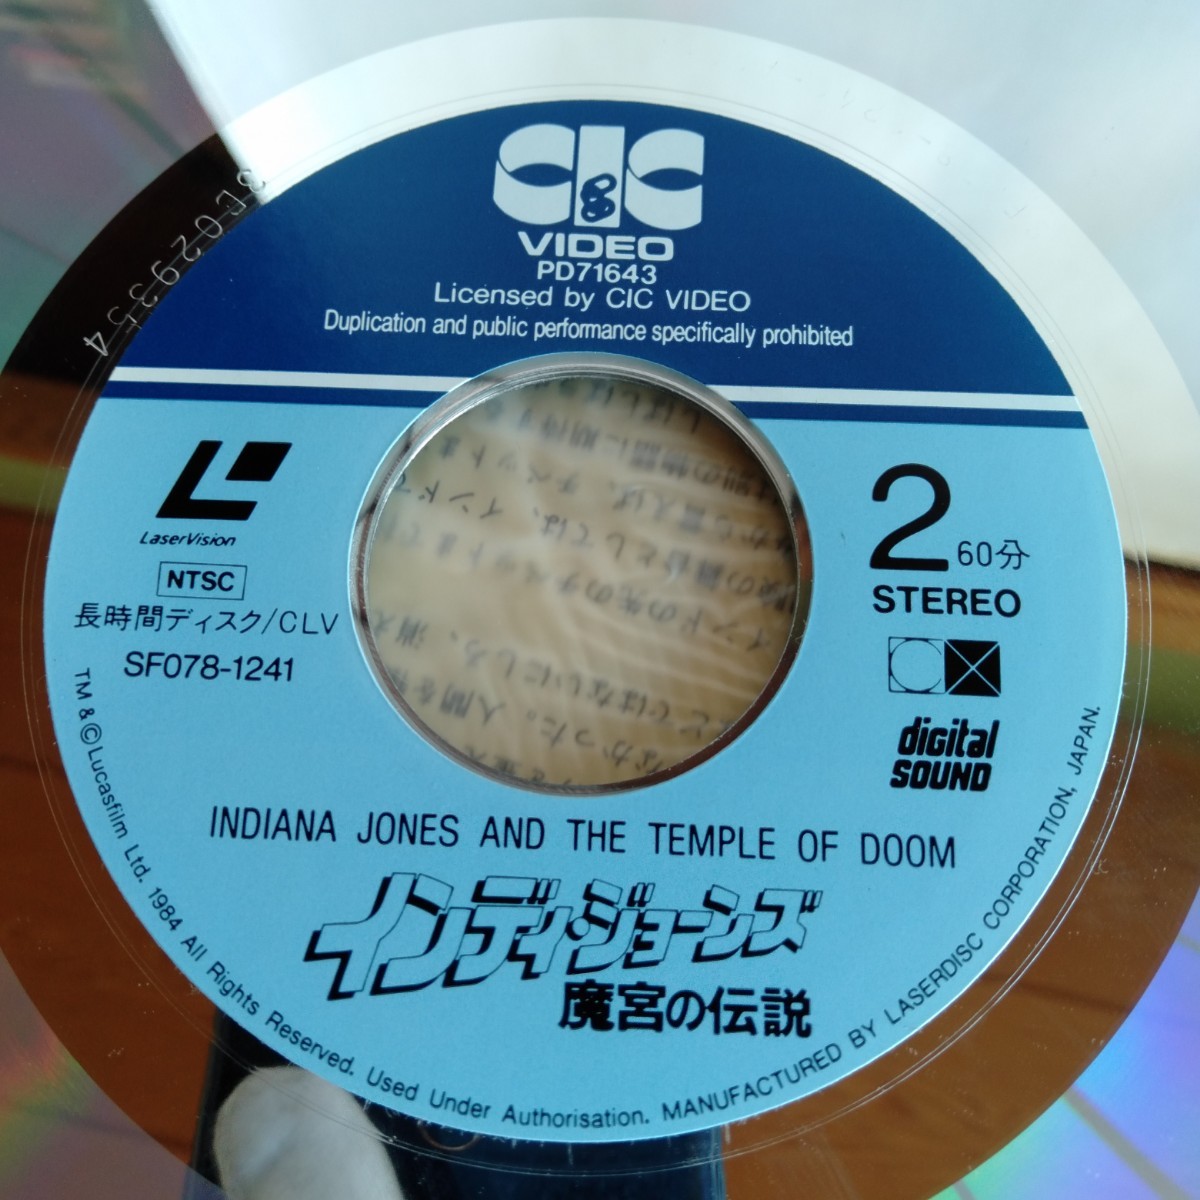 CIC
VIDEO
PD71643
Licensed by CIC VIDEO
Duplication and public performance specifically prohibited
LaserVision
NTSC
長時間ディスク/CLV
SF078-1241
2 60分
STEREO
digital
SOUND
INDIANA JONES AND THE TEMPLE OF DOOM
インディ・ジョーンズ
魔宮の伝説
TM & ©Lucasfilm Ltd. 1984 All Rights Reserved. Used Under Authorisation. MANUFACTURED BY LASERDISC CORPORATION, JAPAN.